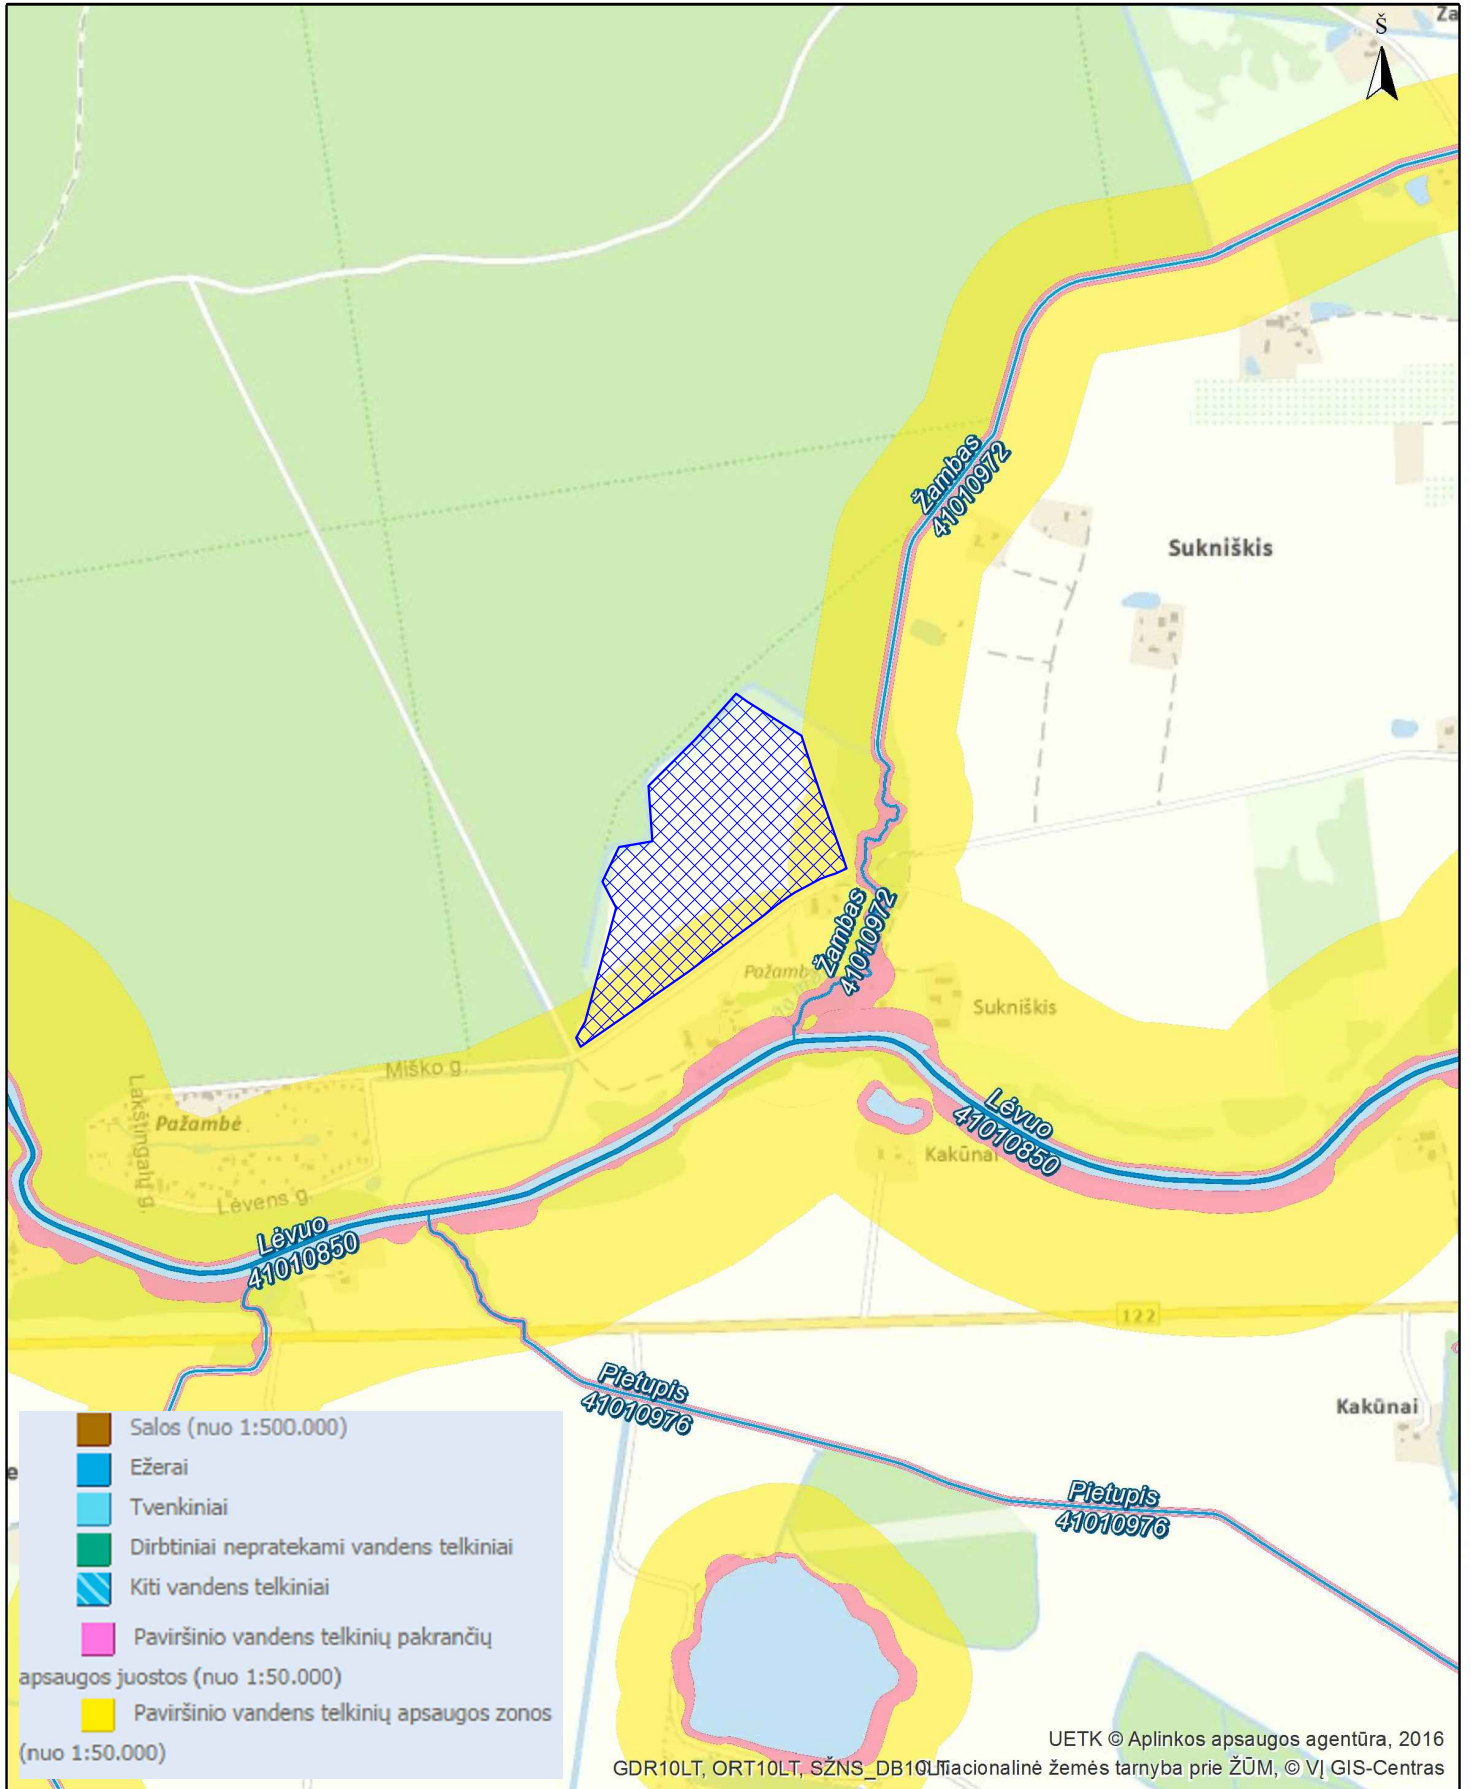 Ža
Š
Žambas
41010972
Sukniškis
Žambas
41010972
Pažamb
Sukniškis
Miško g.
Lakštingalų g.
Pažambė
Lėvens g.
Lėvuo
41010850
Kakūnai
Lėvuo
41010850
122
Pietupis
41010976
Kakūnai
Pietupis
41010976
e
Salos (nuo 1:500.000)
Ežerai
Tvenkiniai
Dirbtiniai nepratekami vandens telkiniai
Kiti vandens telkiniai
Paviršinio vandens telkinių pakrančių
apsaugos juostos (nuo 1:50.000)
Paviršinio vandens telkinių apsaugos zonos
(nuo 1:50.000)
UETK © Aplinkos apsaugos agentūra, 2016
GDR10LT, ORT10LT, SŽNS_DB10LT © Nacionalinė žemės tarnyba prie ŽŪM, © VĮ GIS-Centras